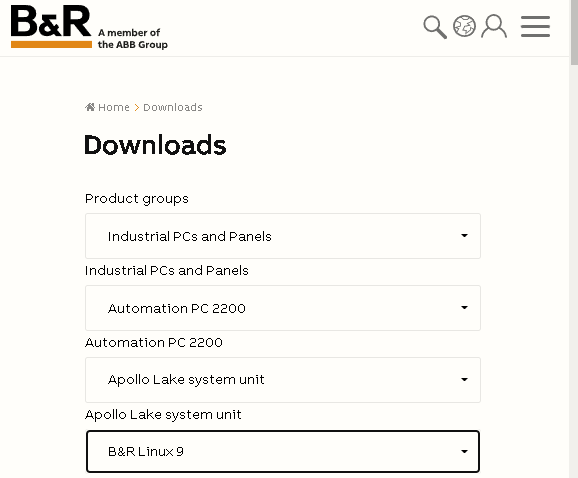 B&R A member of
the ABB Group
Home > Downloads
Downloads
Product groups
Industrial PCs and Panels
Industrial PCs and Panels
Automation PC 2200
Automation PC 2200
Apollo Lake system unit
Apollo Lake system unit
B&R Linux 9